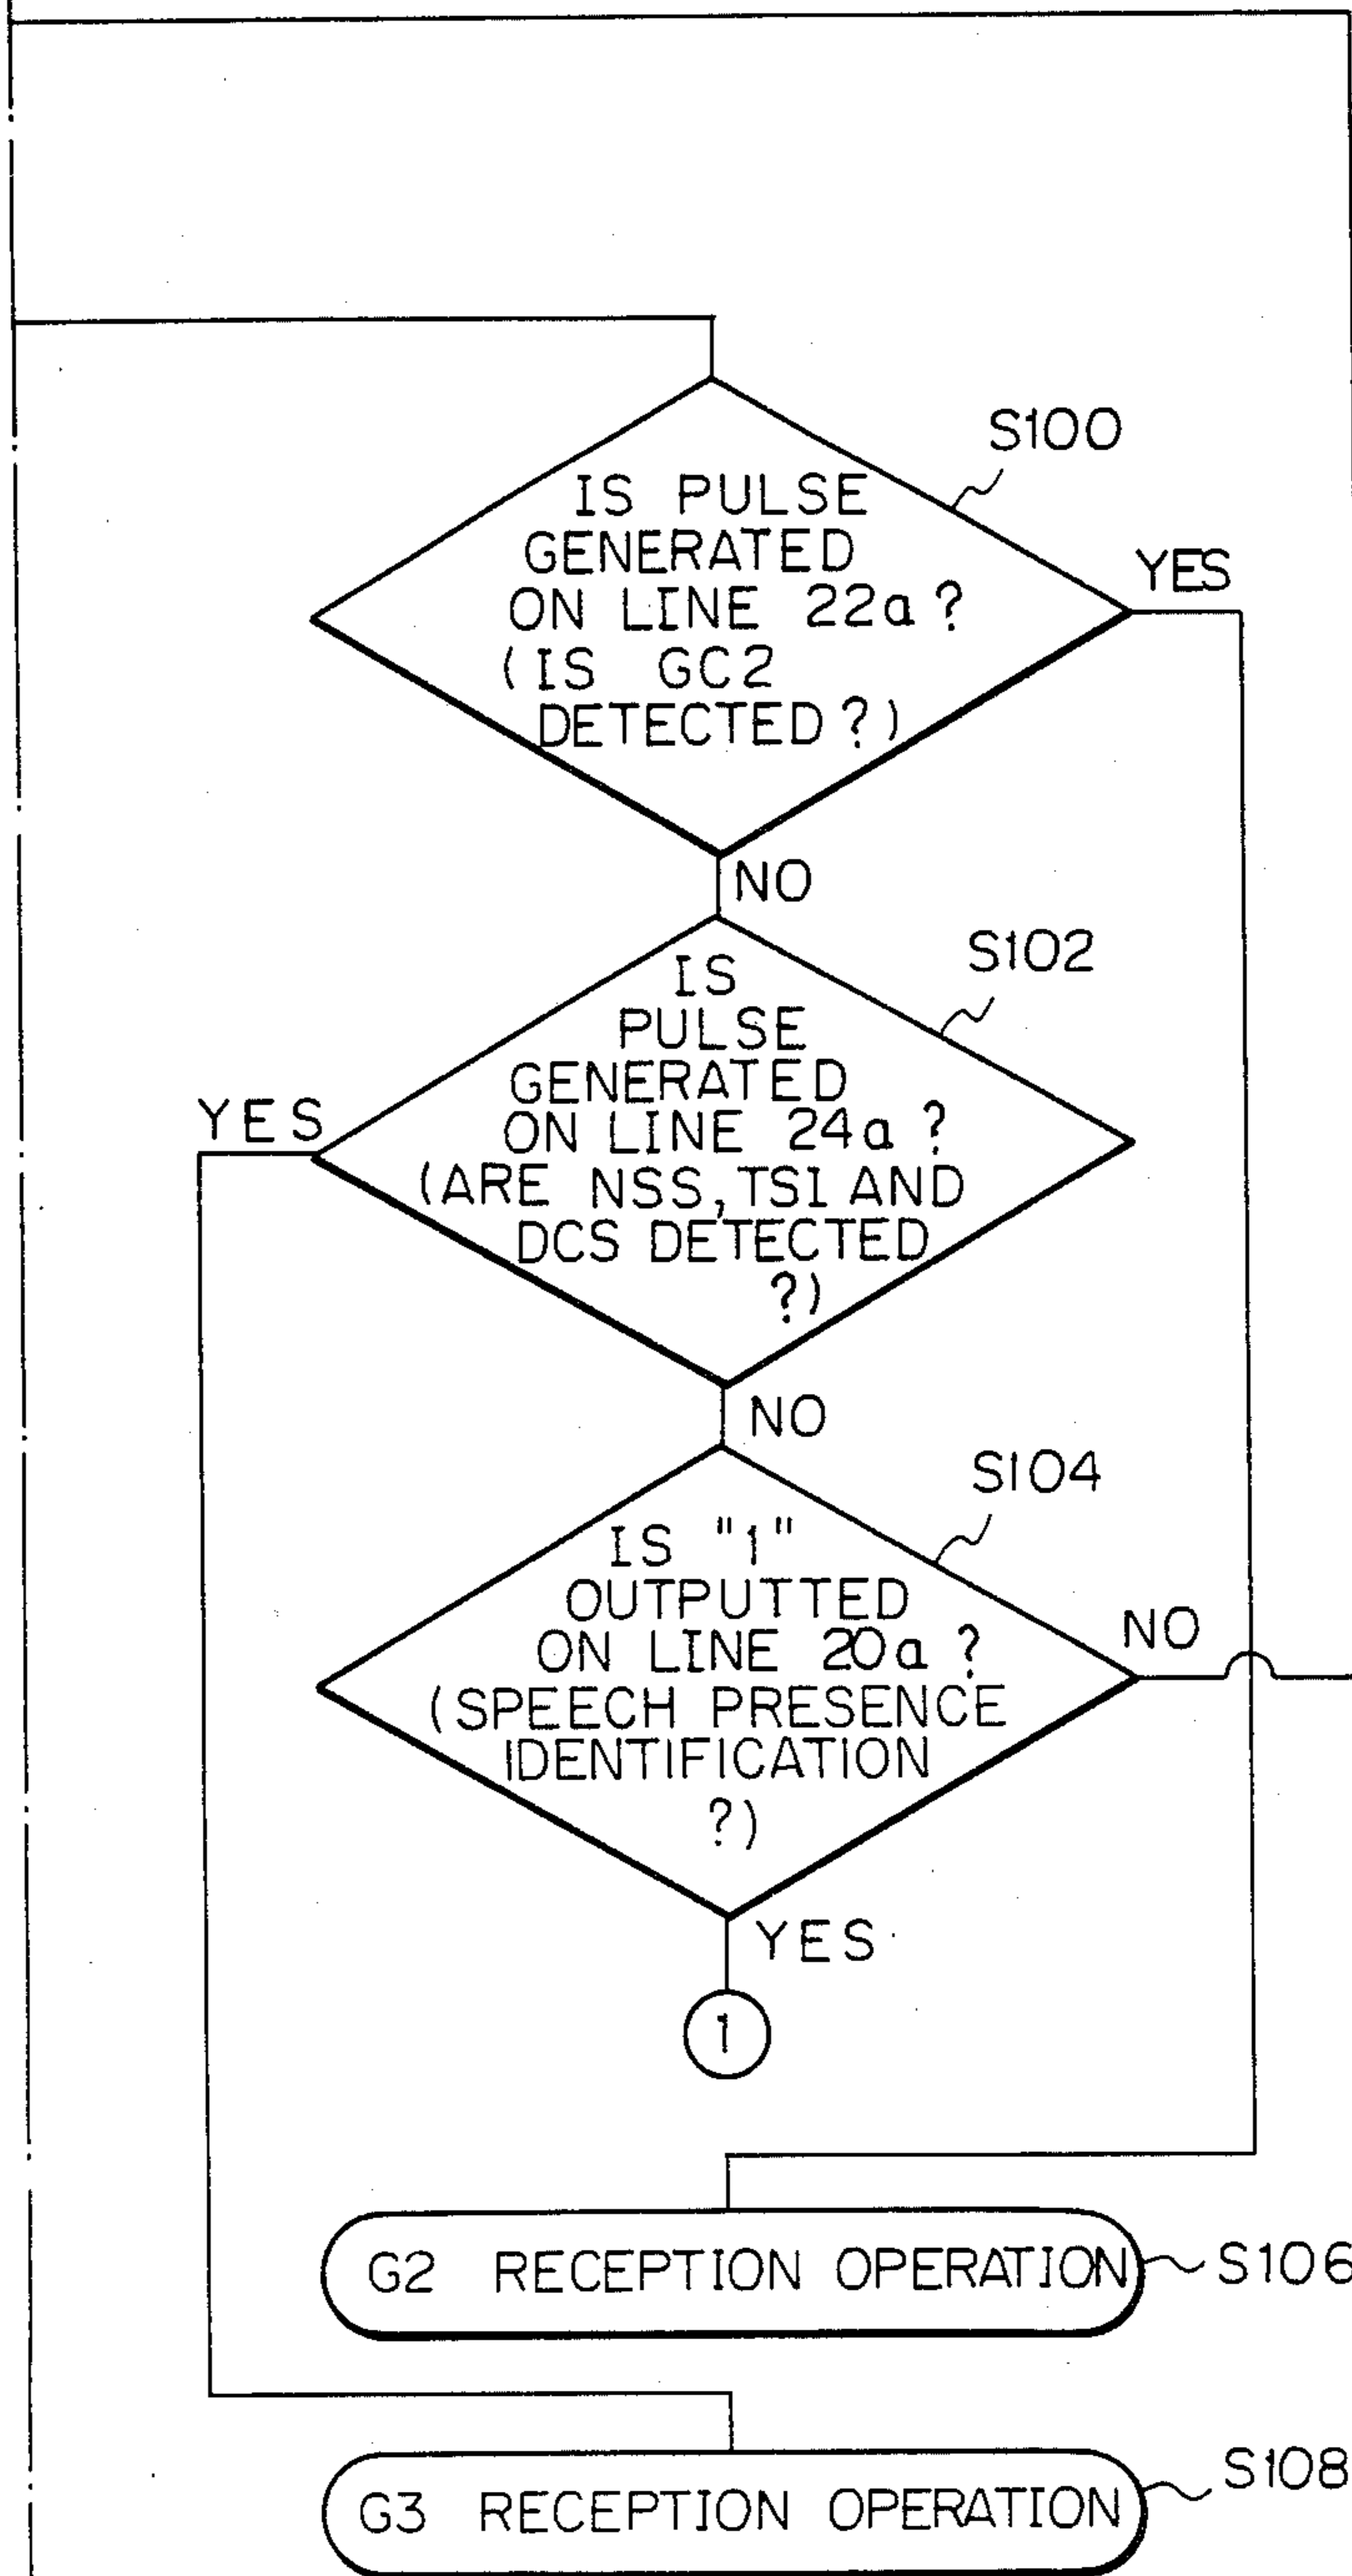 S100
IS PULSE
GENERATED
ON LINE 22a ?
(IS GC2
DETECTED ?)
YES
NO
S102
IS
PULSE
GENERATED
ON LINE 24a ?
(ARE NSS, TSI AND
DCS DETECTED
?)
YES
NO
S104
IS "1"
OUTPUTTED
ON LINE 20a ?
(SPEECH PRESENCE
IDENTIFICATION
?)
NO
YES
1
G2 RECEPTION OPERATION
S106
G3 RECEPTION OPERATION
S108